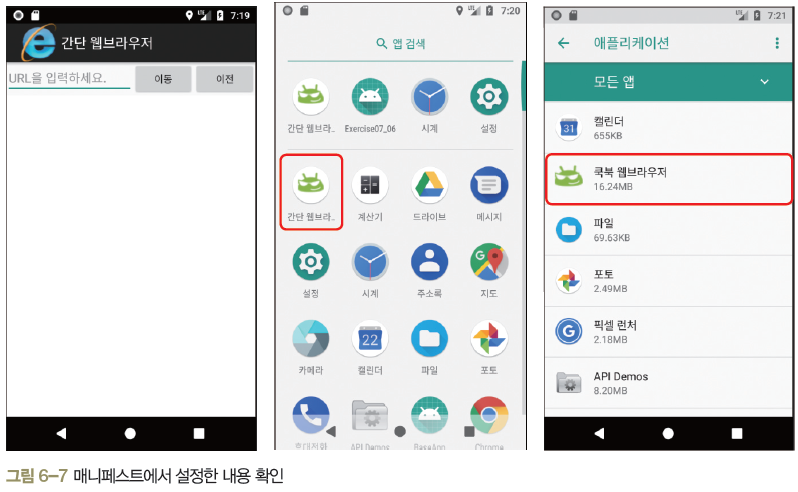 7:19
간단 웹브라우저
URL을 입력하세요.
이동
이전
7:20
앱 검색
간단 웹브라..
Exercise07_06
시계
설정
간단 웹브라..
계산기
드라이브
메시지
설정
시계
주소록
지도
카메라
31
캘린더
22
파일
포토
API Demos
BaseApp
Chrome
7:21
애플리케이션
모든 앱
캘린더
655KB
쿡북 웹브라우저
16.24MB
파일
69.63KB
포토
2.49MB
픽셀 런처
2.18MB
API Demos
8.20MB
그림 6-7 매니페스트에서 설정한 내용 확인